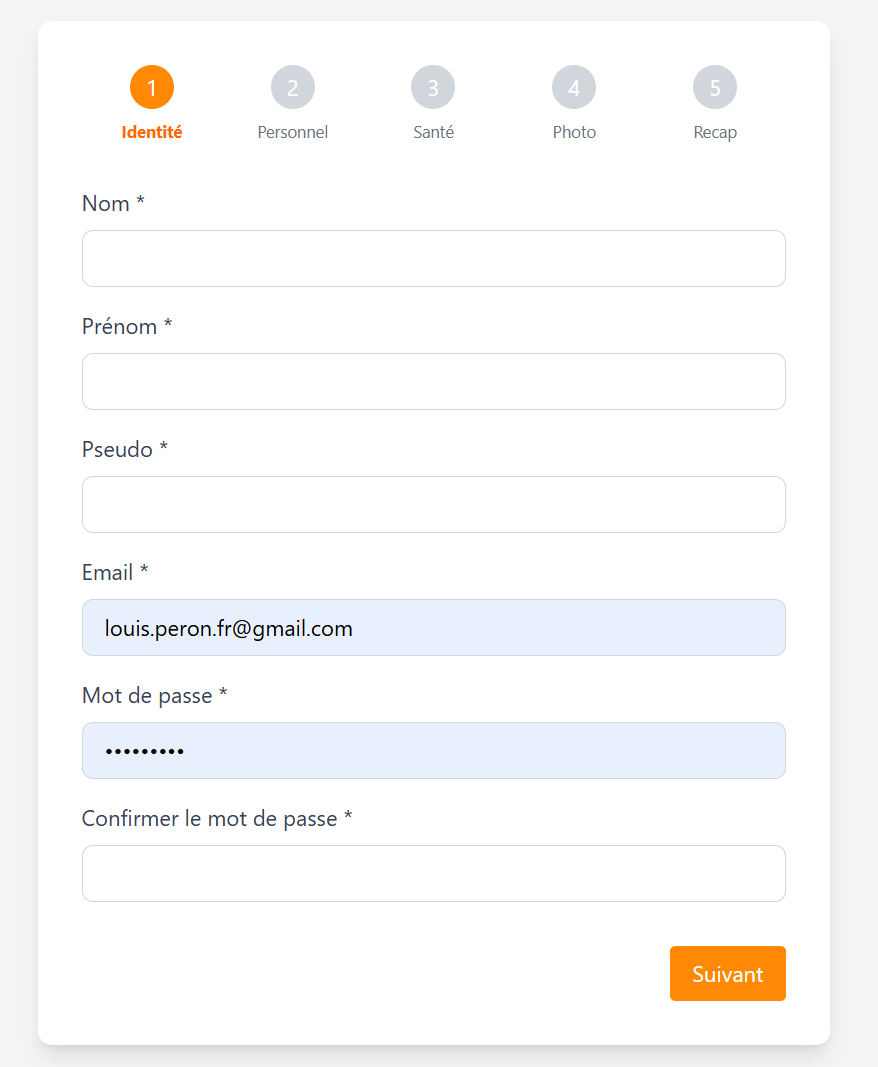 1 2 3 4 5
Identité Personnel Santé Photo Recap
Nom *
Prénom *
Pseudo *
Email *
louis.peron.fr@gmail.com
Mot de passe *
•••••••••
Confirmer le mot de passe *
Suivant